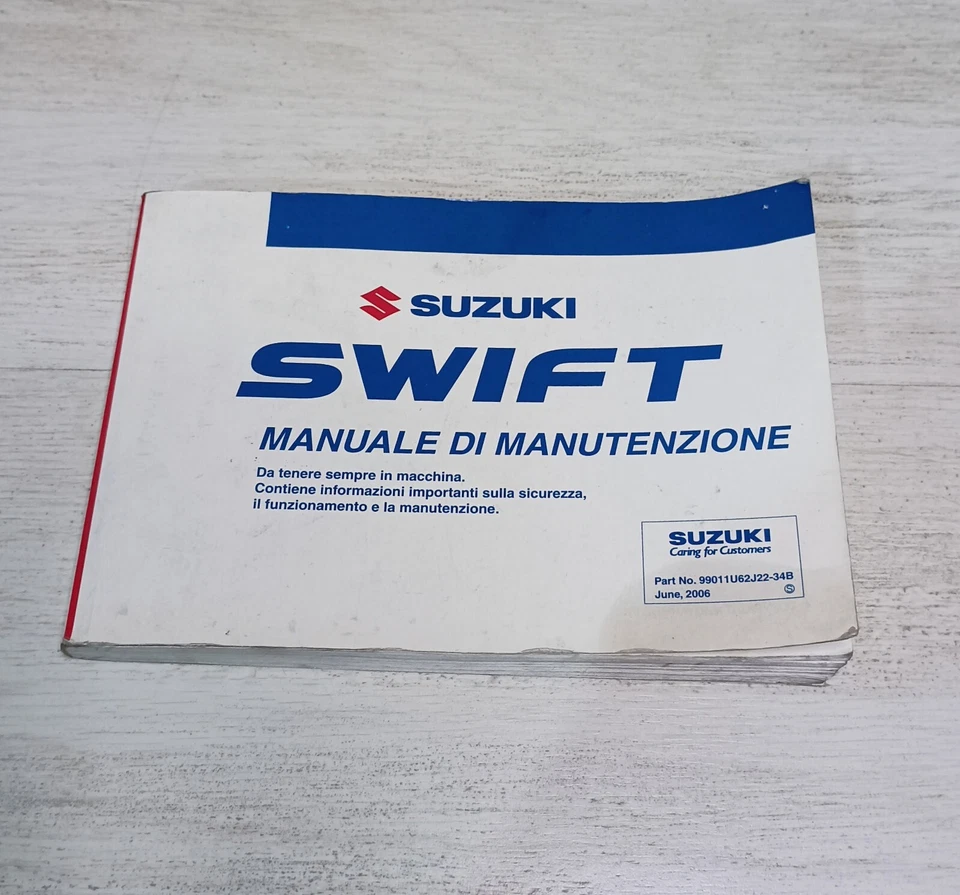 SUZUKI
SWIFT
MANUALE DI MANUTENZIONE
Da tenere sempre in macchina.
Contiene informazioni importanti sulla sicurezza,
il funzionamento e la manutenzione.
SUZUKI
Caring for Customers
Part No. 99011U62J22-34B
June, 2006 Ⓢ